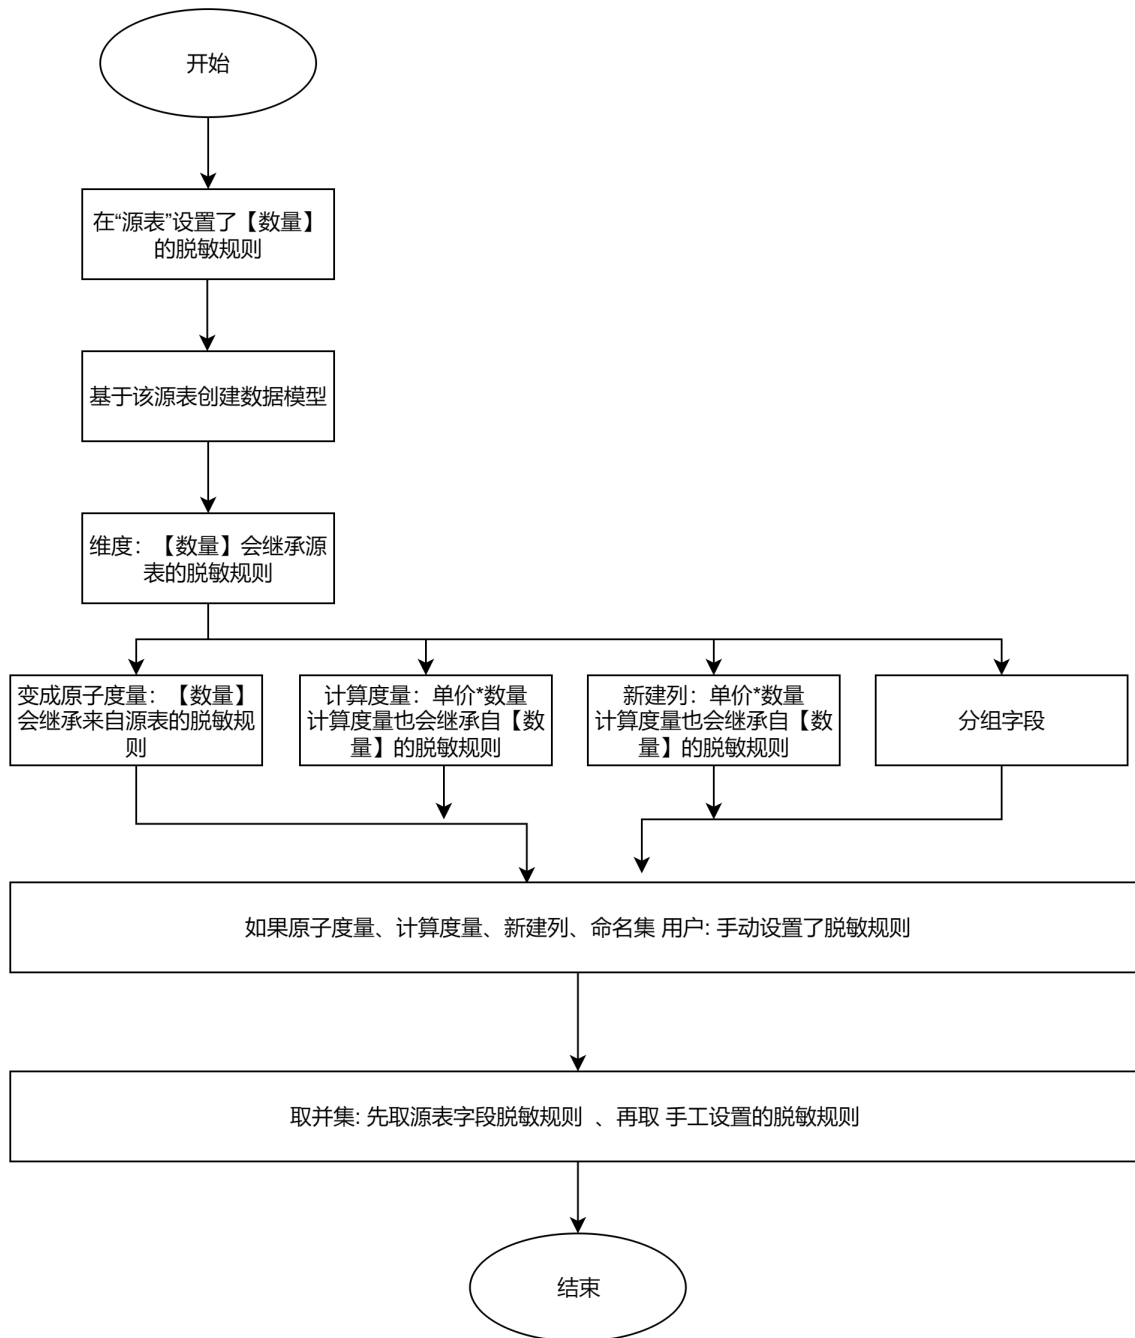 开始
在“源表”设置了【数量】
的脱敏规则
基于该源表创建数据模型
维度：【数量】会继承源
表的脱敏规则
变成原子度量：【数量】
会继承来自源表的脱敏规
则
计算度量：单价*数量
计算度量也会继承自【数
量】的脱敏规则
新建列：单价*数量
计算度量也会继承自【数
量】的脱敏规则
分组字段
如果原子度量、计算度量、新建列、命名集 用户: 手动设置了脱敏规则
取并集: 先取源表字段脱敏规则 、再取 手工设置的脱敏规则
结束